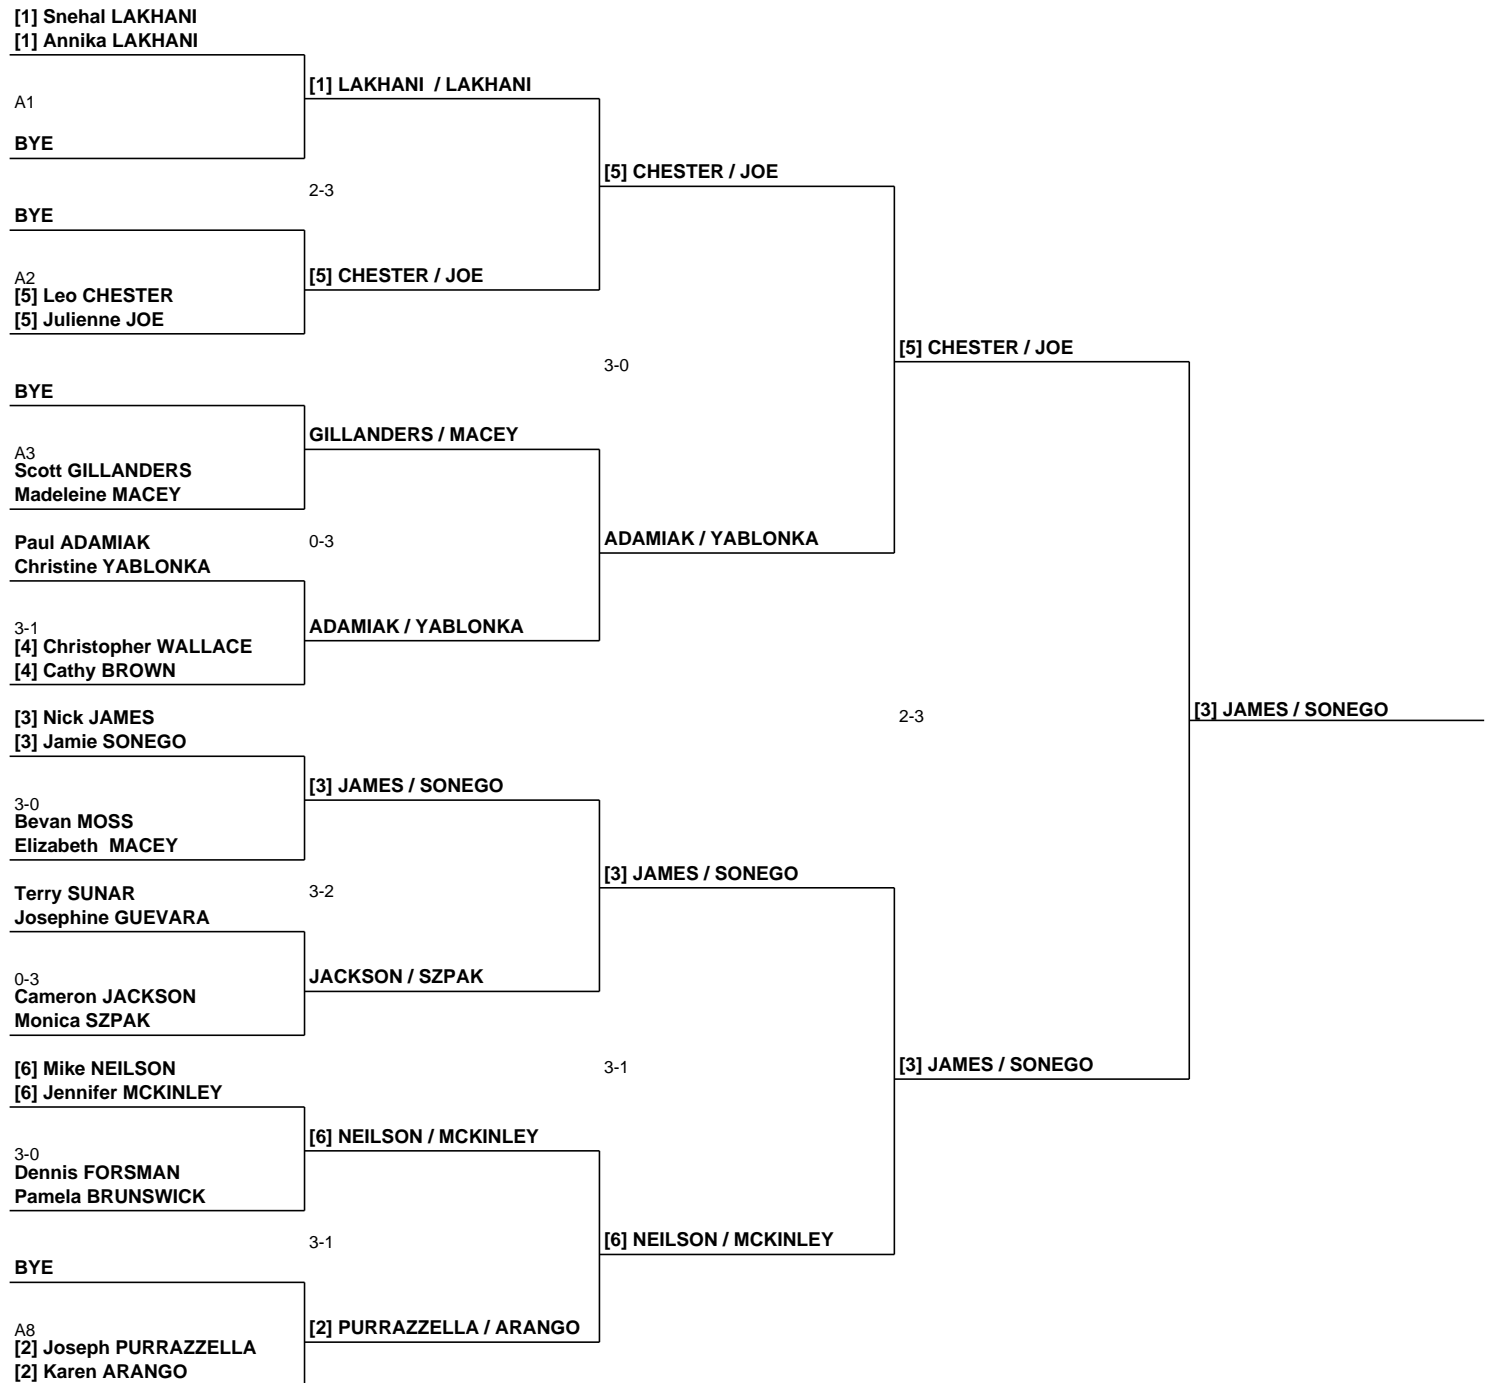 [1] Snehal LAKHANI
[1] Annika LAKHANI
[1] LAKHANI / LAKHANI
A1
BYE
[5] CHESTER / JOE
2-3
BYE
[5] CHESTER / JOE
A2
[5] Leo CHESTER
[5] Julienne JOE
[5] CHESTER / JOE
3-0
BYE
GILLANDERS / MACEY
A3
Scott GILLANDERS
Madeleine MACEY
Paul ADAMIAK
0-3
ADAMIAK / YABLONKA
Christine YABLONKA
3-1
ADAMIAK / YABLONKA
[4] Christopher WALLACE
[4] Cathy BROWN
[3] Nick JAMES
2-3
[3] JAMES / SONEGO
[3] Jamie SONEGO
[3] JAMES / SONEGO
3-0
Bevan MOSS
Elizabeth MACEY
[3] JAMES / SONEGO
Terry SUNAR
3-2
Josephine GUEVARA
JACKSON / SZPAK
0-3
Cameron JACKSON
Monica SZPAK
[6] Mike NEILSON
3-1
[3] JAMES / SONEGO
[6] Jennifer MCKINLEY
[6] NEILSON / MCKINLEY
3-0
Dennis FORSMAN
Pamela BRUNSWICK
3-1
[6] NEILSON / MCKINLEY
BYE
[2] PURRAZZELLA / ARANGO
A8
[2] Joseph PURRAZZELLA
[2] Karen ARANGO